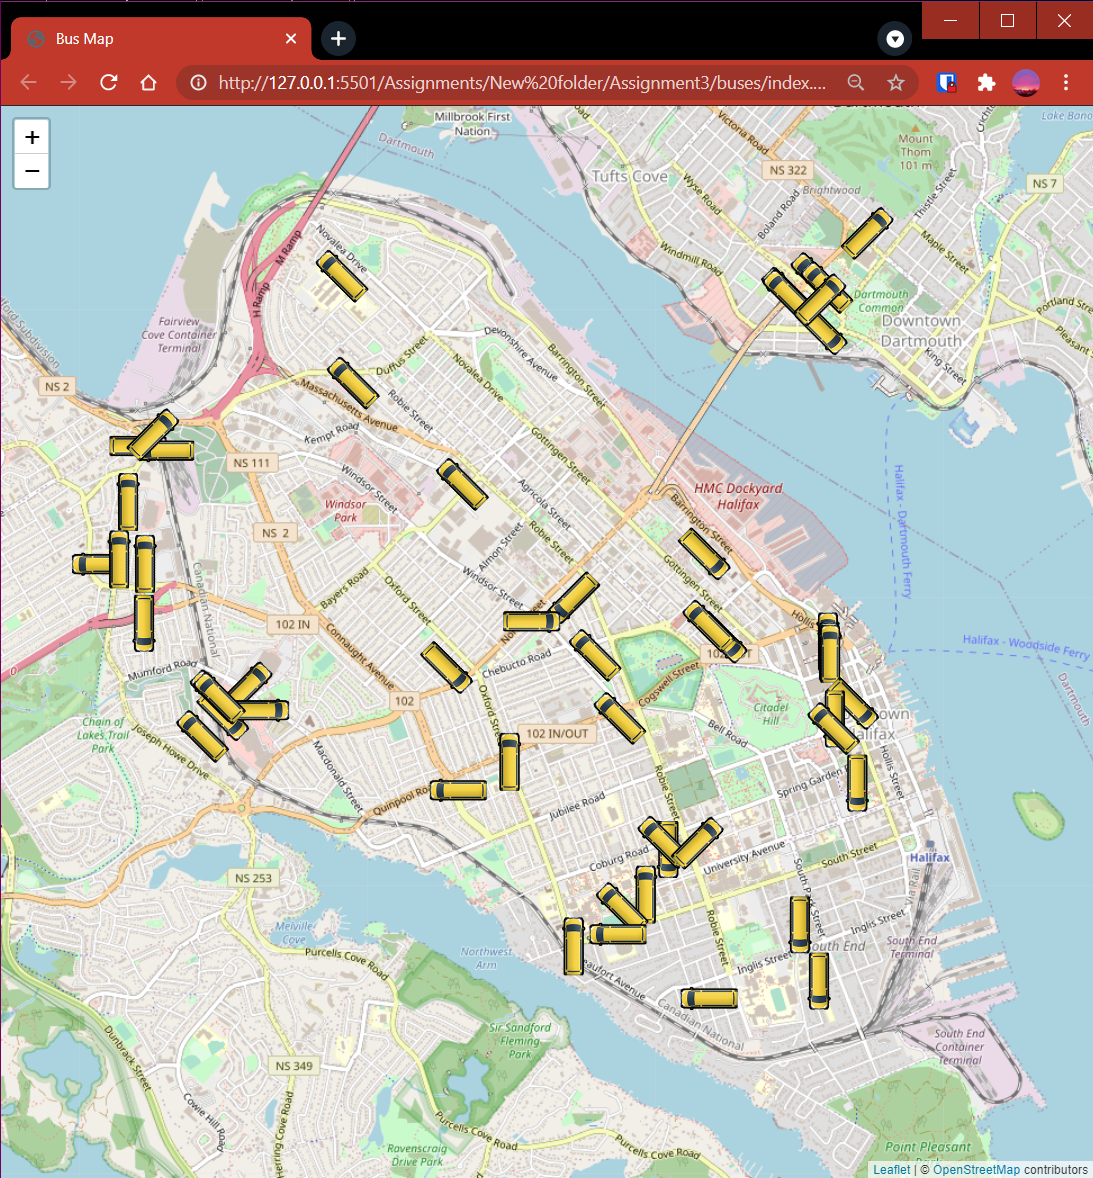 Bus Map
http://127.0.0.1:5501/Assignments/New%20folder/Assignment3/buses/index....
+
−
Millbrook First
Nation
Dartmouth
Tufts Cove
Victoria Road
Mount
Thom
101 m
NS 322
Brightwood
Wyse Road
Boland Road
Thistle Street
NS 7
Lake Bano
Windmill Road
Maple Street
Novalea Drive
M Ramp
H Ramp
Dartmouth
Common
Portland Stre
Downtown
Dartmouth
Pleasant
King Street
Fairview
Cove Container
Terminal
ford Subdivision
Devonshire Avenue
Barrington Street
Duffus Street
Novalea Drive
NS 2
Massachusetts Avenue
Robie Street
Kempt Road
Gottingen Street
NS 111
Windsor Street
Agricola Street
HMC Dockyard
Halifax
Halifax - Dartmouth Ferry
Windsor
Park
NS 2
Barrington Street
Robie Street
Almon Street
Windsor Street
Gottingen Street
Canadian National
Bayers Road
Oxford Street
102 IN
Connaught Avenue
Chebucto Road
Hollis
Halifax - Woodside Ferry
Mumford Road
Cogswell Street
102
Citadel
Hill
Dartmouth
Chain of
Lakes Trail
Park
Joseph Howe Drive
Oxford Stre
102 IN/OUT
Bell Road
Halifax
Hollis Street
Macdonald Street
Robie Street
Spring Garden
Quinpool Road
Jubilee Road
Coburg Road
University Avenue
South Street
Halifax
Via Rail
NS 253
South Park Street
Inglis Street
Robie Street
Melville
Cove
Purcells Cove Road
Northwest
Arm
Inglis Street
South End
South End
Terminal
Beaufort Avenue
Canadian National
Sir Sandford
Fleming
Park
South End
Container
Terminal
Dunbrack Street
NS 349
Cowie Hill Road
Herring Cove Road
Purcells Cove Road
Purcells Cove Road
Ravenscraig
Drive Park
Point Pleasant
Leaflet | © OpenStreetMap contributors